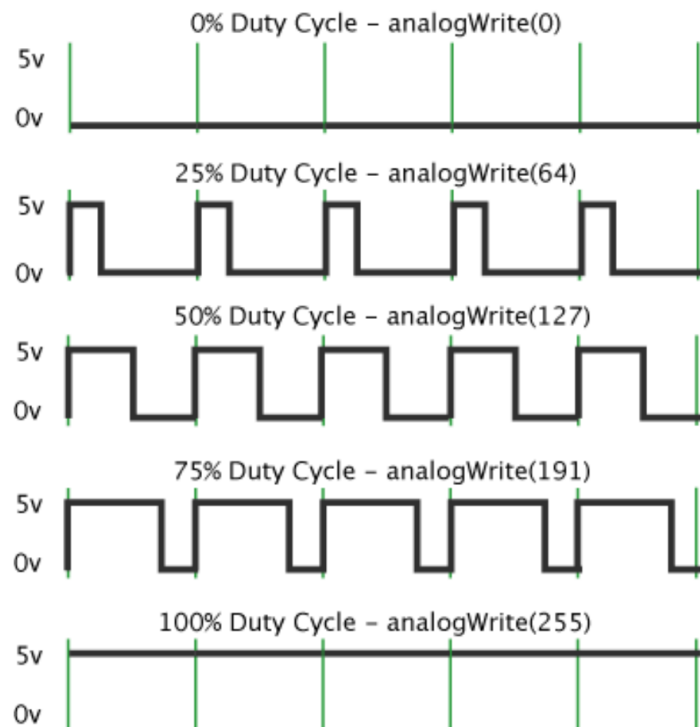 0% Duty Cycle – analogWrite(0)
5v
0v
25% Duty Cycle – analogWrite(64)
5v
0v
50% Duty Cycle – analogWrite(127)
5v
0v
75% Duty Cycle – analogWrite(191)
5v
0v
100% Duty Cycle – analogWrite(255)
5v
0v